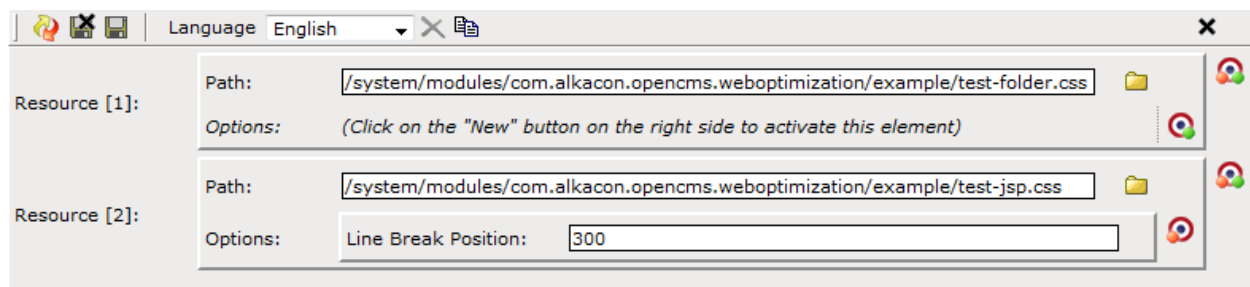 Language English
Resource [1]:
Path: /system/modules/com.alkacon.opencms.weboptimization/example/test-folder.css
Options: (Click on the "New" button on the right side to activate this element)
Resource [2]:
Path: /system/modules/com.alkacon.opencms.weboptimization/example/test-jsp.css
Options: Line Break Position: 300